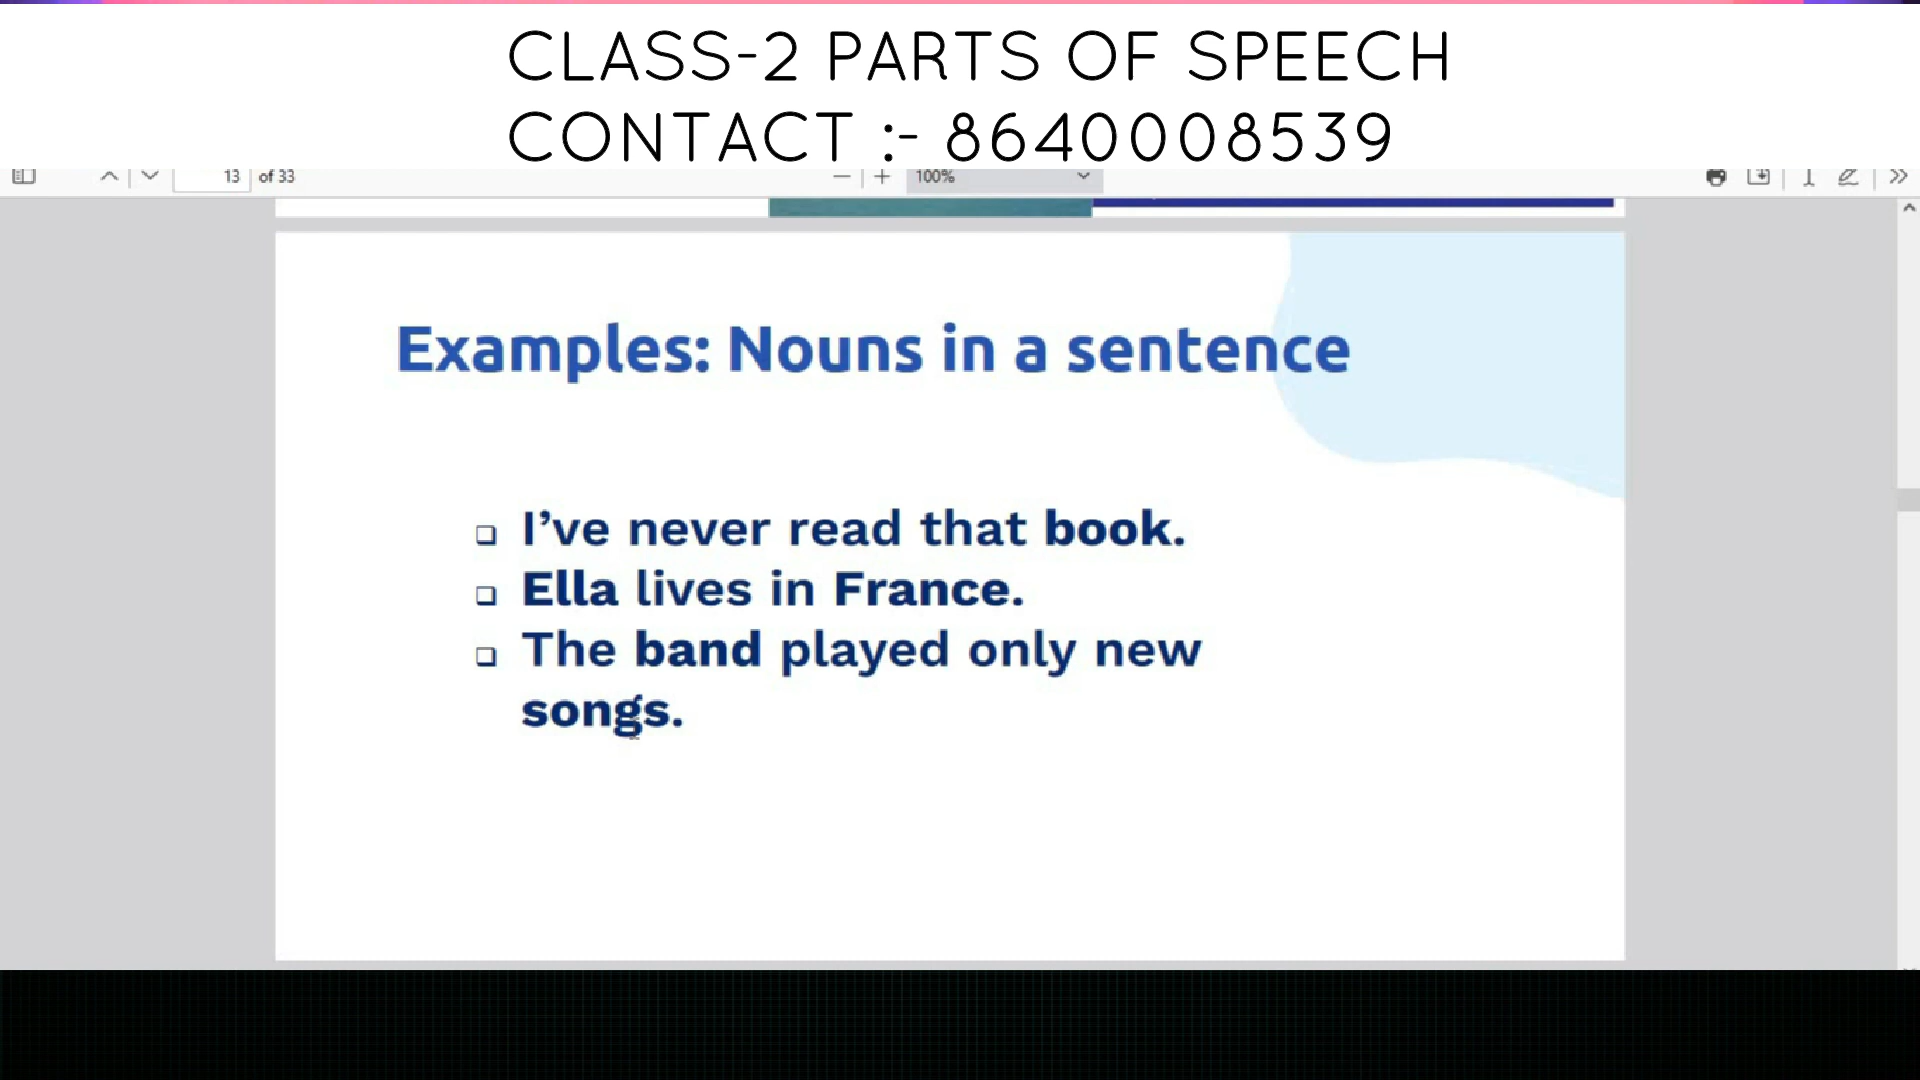 CLASS-2 PARTS OF SPEECH
CONTACT :- 8640008539
13 of 33
100%
Examples: Nouns in a sentence
❑ I’ve never read that book.
❑ Ella lives in France.
❑ The band played only new
songs.